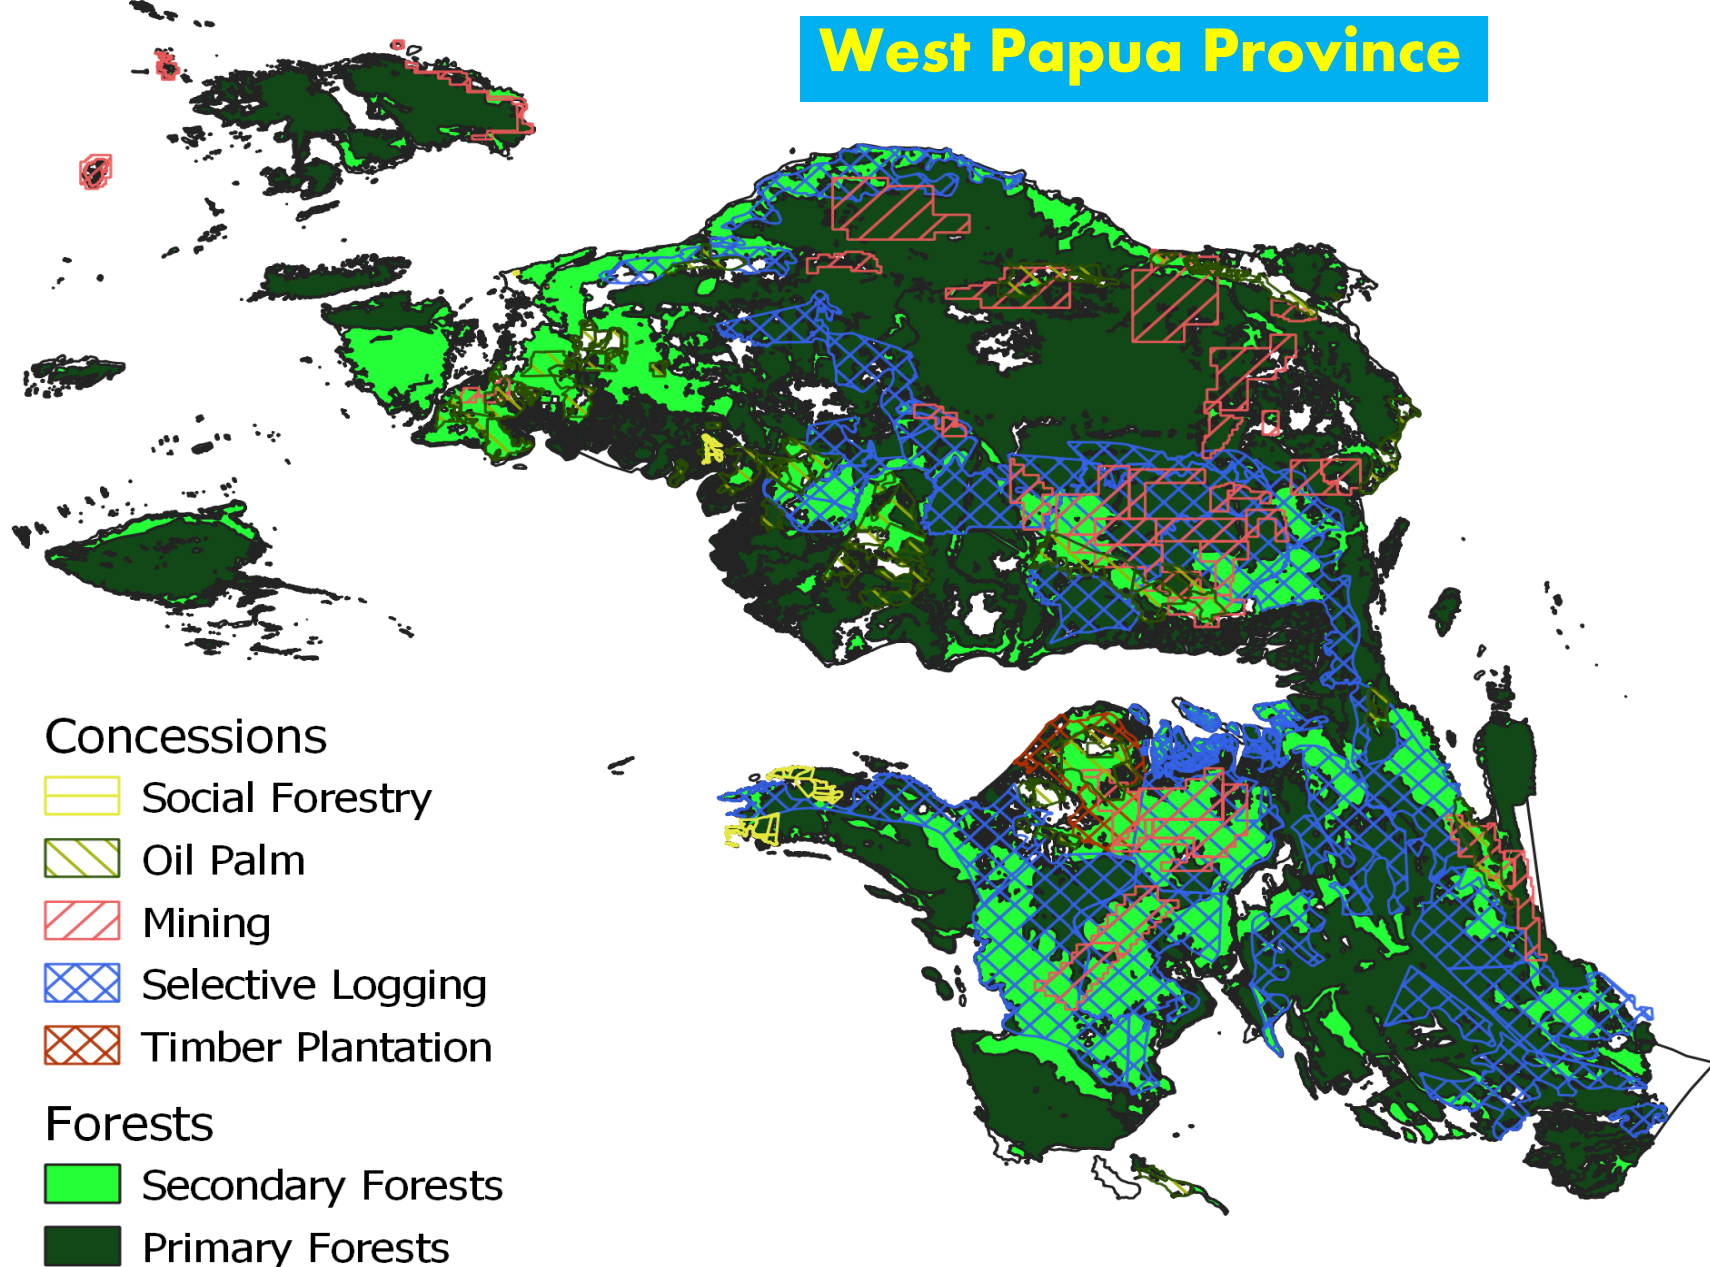 West Papua Province
Concessions
Social Forestry
Oil Palm
Mining
Selective Logging
Timber Plantation
Forests
Secondary Forests
Primary Forests